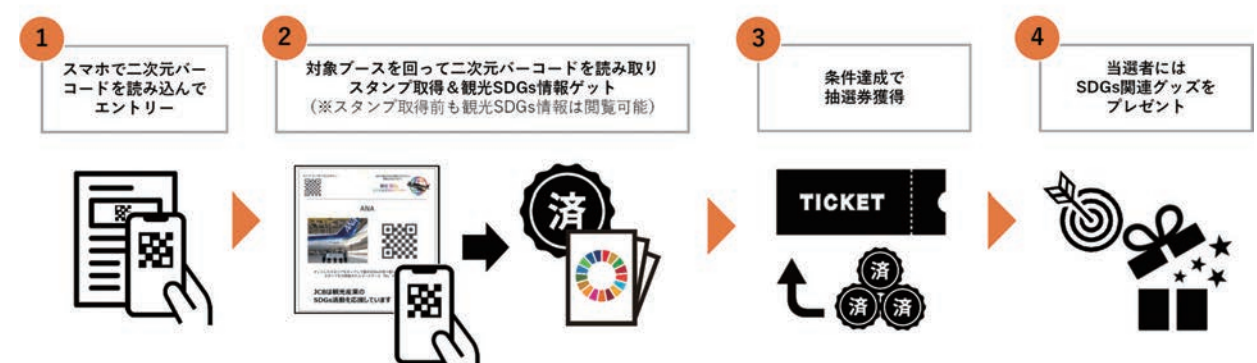 1
スマホで二次元バー
コードを読み込んで
エントリー
2
対象ブースを回って二次元バーコードを読み取り
スタンプ取得＆観光SDGs情報ゲット
（※スタンプ取得前も観光SDGs情報は閲覧可能）
3
条件達成で
抽選券獲得
4
当選者には
SDGs関連グッズを
プレゼント
ANA
JCBは観光産業の
SDGs活動を応援しています
済
TICKET
済
済 済